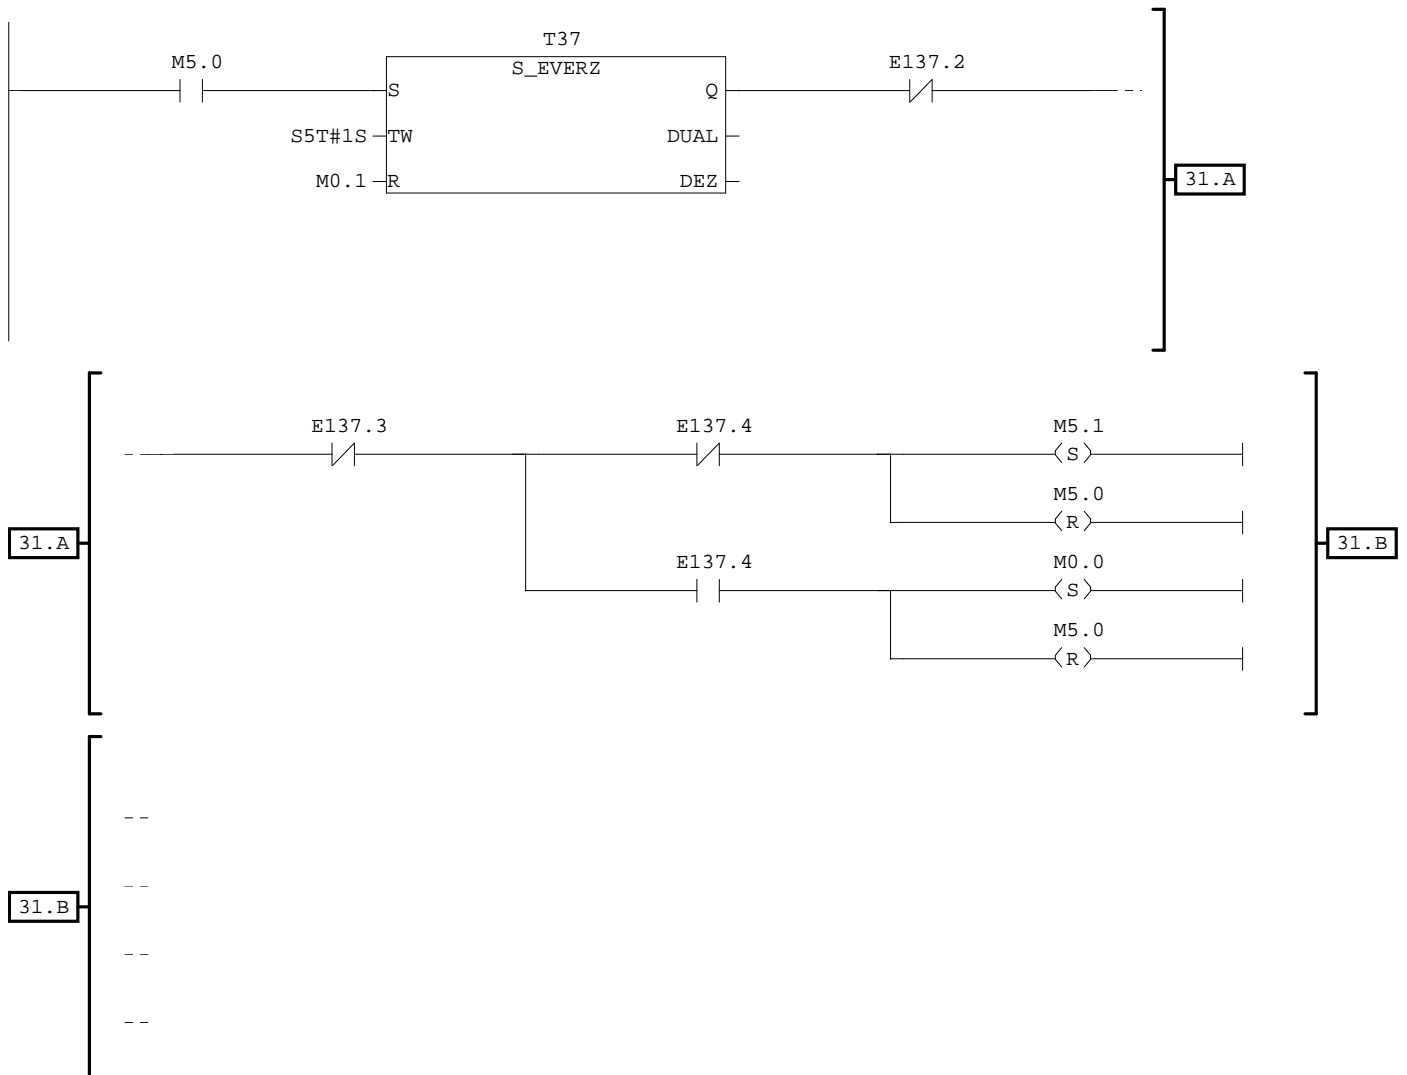 T37
M5.0
S_EVERZ
E137.2
S
Q
S5T#1S
TW
DUAL
M0.1
R
DEZ
31.A
E137.3
E137.4
M5.1
S
M5.0
R
31.A
31.B
E137.4
M0.0
S
M5.0
R
31.B